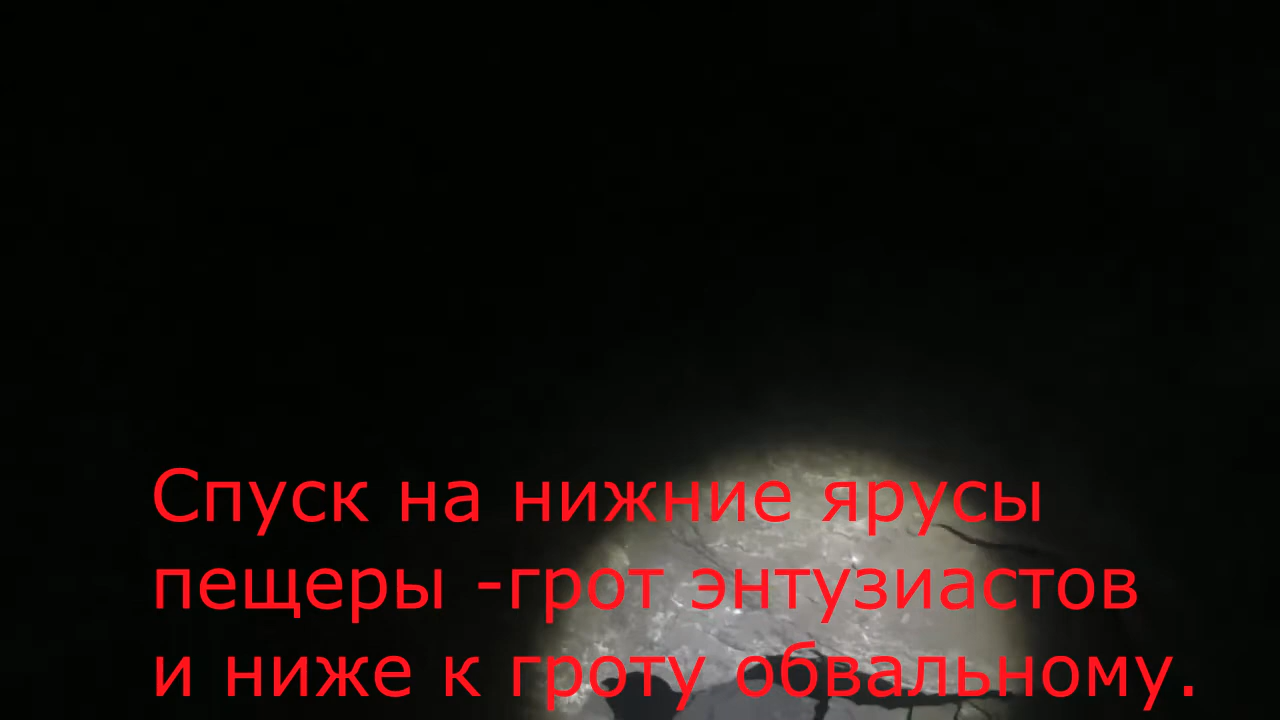 Спуск на нижние ярусы
пещеры -грот энтузиастов
и ниже к гроту обвальному.